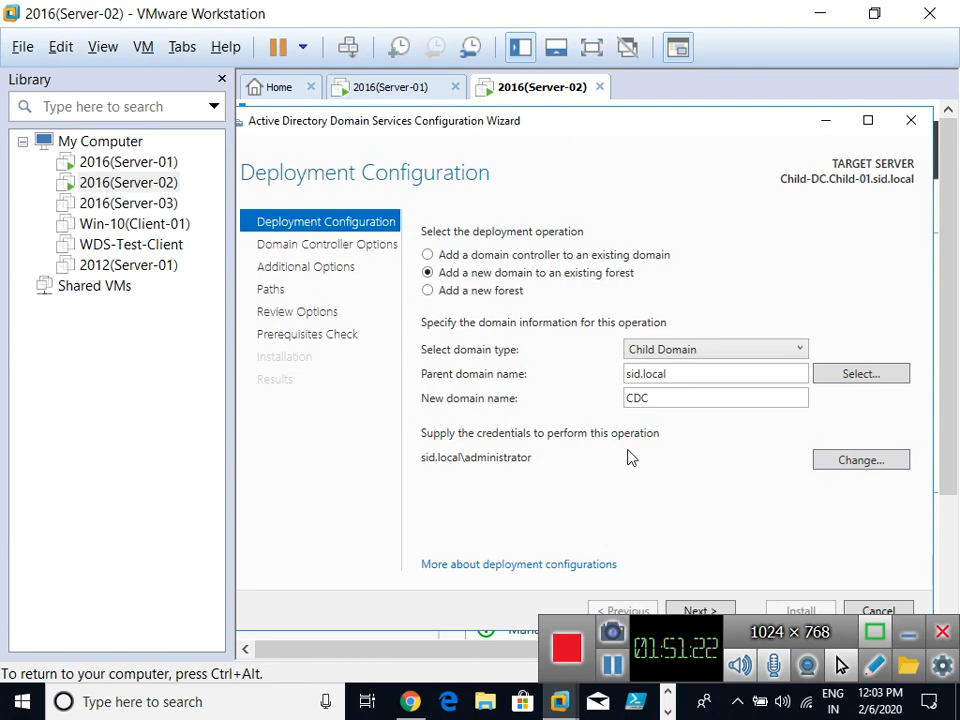 2016(Server-02) - VMware Workstation
File Edit View VM Tabs Help
Library
Home
2016(Server-01)
2016(Server-02)
Type here to search
My Computer
2016(Server-01)
2016(Server-02)
2016(Server-03)
Win-10(Client-01)
WDS-Test-Client
2012(Server-01)
Shared VMs
Active Directory Domain Services Configuration Wizard
Deployment Configuration
TARGET SERVER
Child-DC.Child-01.sid.local
Deployment Configuration
Domain Controller Options
Additional Options
Paths
Review Options
Prerequisites Check
Installation
Results
Select the deployment operation
Add a domain controller to an existing domain
Add a new domain to an existing forest
Add a new forest
Specify the domain information for this operation
Select domain type: Child Domain
Parent domain name: sid.local Select...
New domain name: CDC
Supply the credentials to perform this operation
sid.local\administrator Change...
More about deployment configurations
< Previous Next > Install Cancel
01:51:22
1024 × 768
To return to your computer, press Ctrl+Alt.
Type here to search
ENG
IN
12:03 PM
2/6/2020